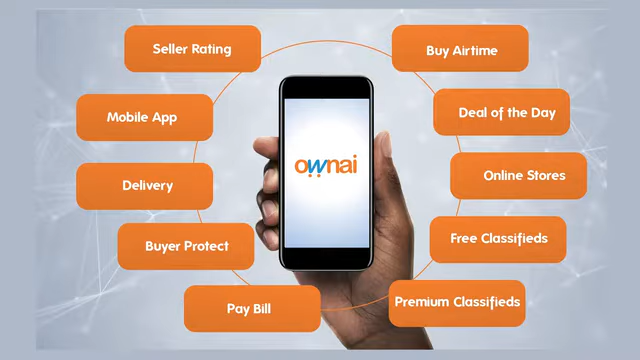 Seller Rating
Buy Airtime
Mobile App
Deal of the Day
Delivery
ownai
Online Stores
Buyer Protect
Free Classifieds
Pay Bill
Premium Classifieds